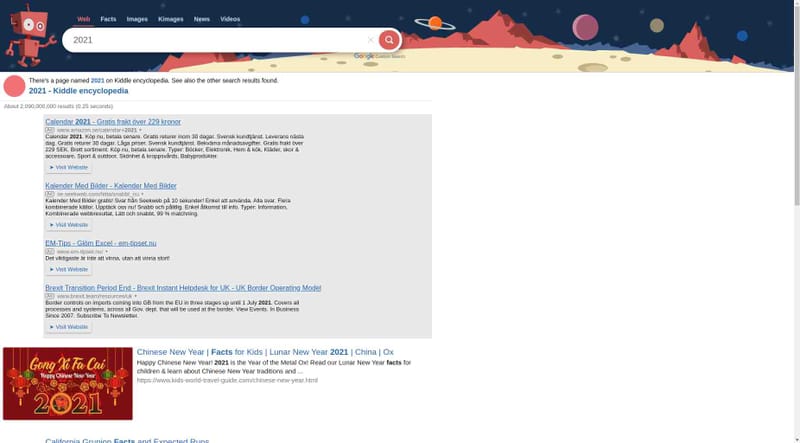 Web Facts Images Kimages News Videos
2021
Google Custom Search
There's a page named 2021 on Kiddle encyclopedia. See also the other search results found.
2021 - Kiddle encyclopedia
About 2,090,000,000 results (0.25 seconds)
Calendar 2021 - Gratis frakt över 229 kronor
Ad www.amazon.se/calendar+2021
Calendar 2021. Köp nu, betala senare. Gratis returer inom 30 dagar. Svensk kundtjänst. Leverans nästa
dag. Gratis returer 30 dagar. Låga priser. Svensk kundtjänst. Bekväma månadsavgifter. Gratis frakt över
229 SEK. Brett sortiment. Köp nu, betala senare. Typer: Böcker, Elektronik, Hem & kök, Kläder, skor &
accessoare, Sport & outdoor, Skönhet & kroppsvårds, Babyprodukter.
➤ Visit Website
Kalender Med Bilder - Kalender Med Bilder
Ad se.seekweb.com/hitta/snabbt_nu
Kalender Med Bilder gratis! Svar från Seekweb på 10 sekunder! Enkel att använda. Alla svar. Flera
kombinerade källor. Upptäck oss nu! Snabb och pålitlig. Enkel åtkomst till info. Typer: Information,
Kombinerade webbresultat, Lätt och snabbt, 99 % matchning.
➤ Visit Website
EM-Tips - Glöm Excel - em-tipset.nu
Ad www.em-tipset.nu/
Det viktigaste är inte att vinna, utan att vinna stort!
➤ Visit Website
Brexit Transition Period End - Brexit Instant Helpdesk for UK - UK Border Operating Model
Ad www.brexit.team/resources/uk
Border controls on imports coming into GB from the EU in three stages up until 1 July 2021. Covers all
processes and systems, across all Gov. dept. that will be used at the border. View Events. In Business
Since 2007. Subscribe To Newsletter.
➤ Visit Website
Gong Xi Fa Cai
Happy Chinese New Year
2021
Chinese New Year | Facts for Kids | Lunar New Year 2021 | China | Ox
Happy Chinese New Year! 2021 is the Year of the Metal Ox! Read our Lunar New Year facts for
children & learn about Chinese New Year traditions and ...
https://www.kids-world-travel-guide.com/chinese-new-year.html
California Grunion Facts and Expected Runs